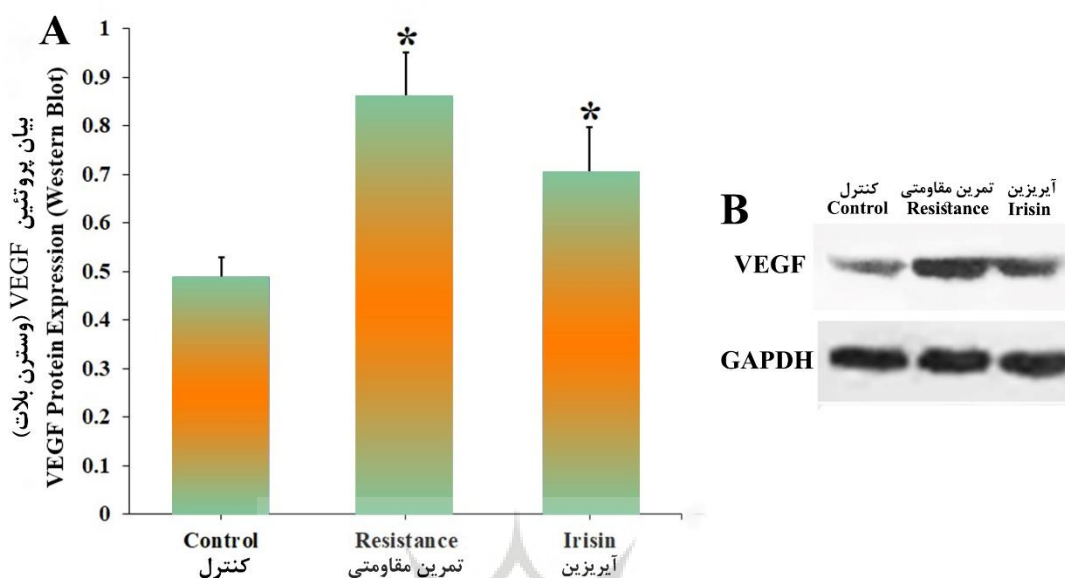 A
بیان پروتئین VEGF (وسترن بلات)
VEGF Protein Expression (Western Blot)
1
0.9
0.8
0.7
0.6
0.5
0.4
0.3
0.2
0.1
0
*
*
Control
کنترل
Resistance
تمرین مقاومتی
Irisin
آیریزین
B
کنترل تمرین مقاومتی آیریزین
Control Resistance Irisin
VEGF
GAPDH